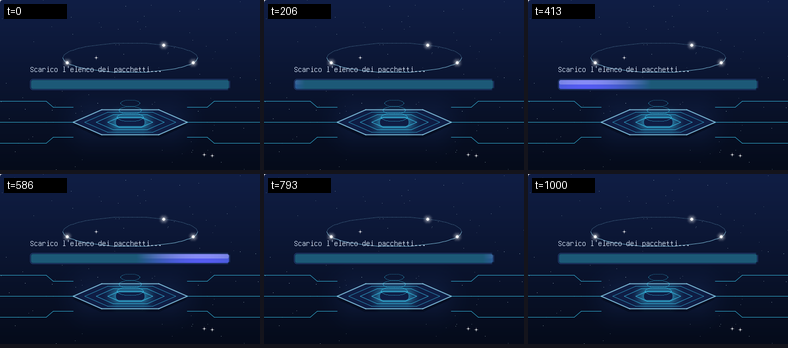 t=0
t=206
t=413
Scarico l'elenco dei pacchetti...
Scarico l'elenco dei pacchetti...
Scarico l'elenco dei pacchetti...
t=586
t=793
t=1000
Scarico l'elenco dei pacchetti...
Scarico l'elenco dei pacchetti...
Scarico l'elenco dei pacchetti...